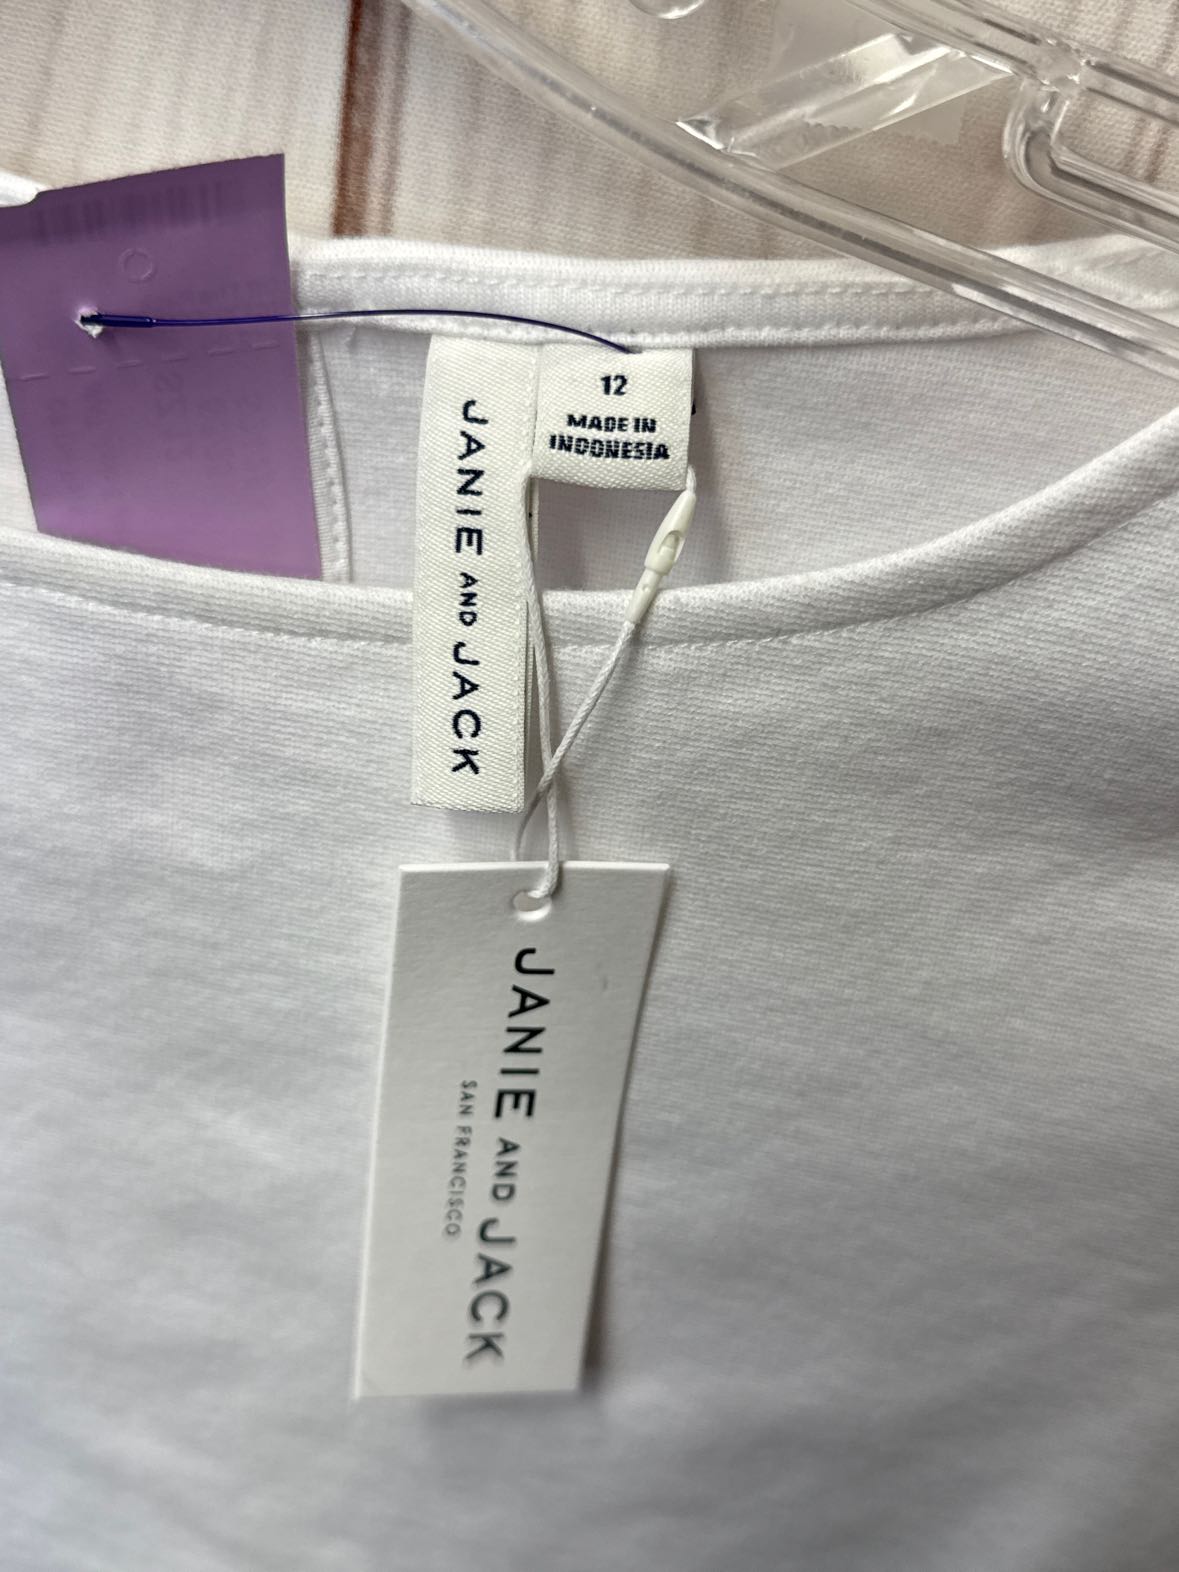 12
MADE IN
INDONESIA
JANIE AND JACK
JANIE AND JACK
SAN FRANCISCO